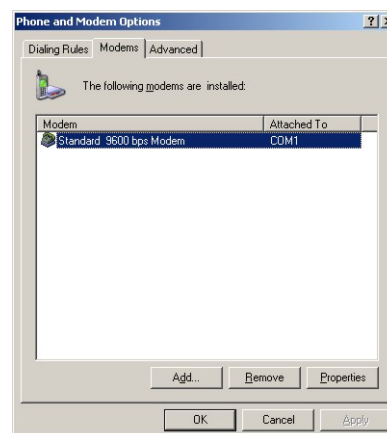 Phone and Modem Options
Dialing Rules Modems Advanced
The following modems are installed:
Modem Attached To
Standard 9600 bps Modem COM1
Add... Remove Properties
OK Cancel Apply